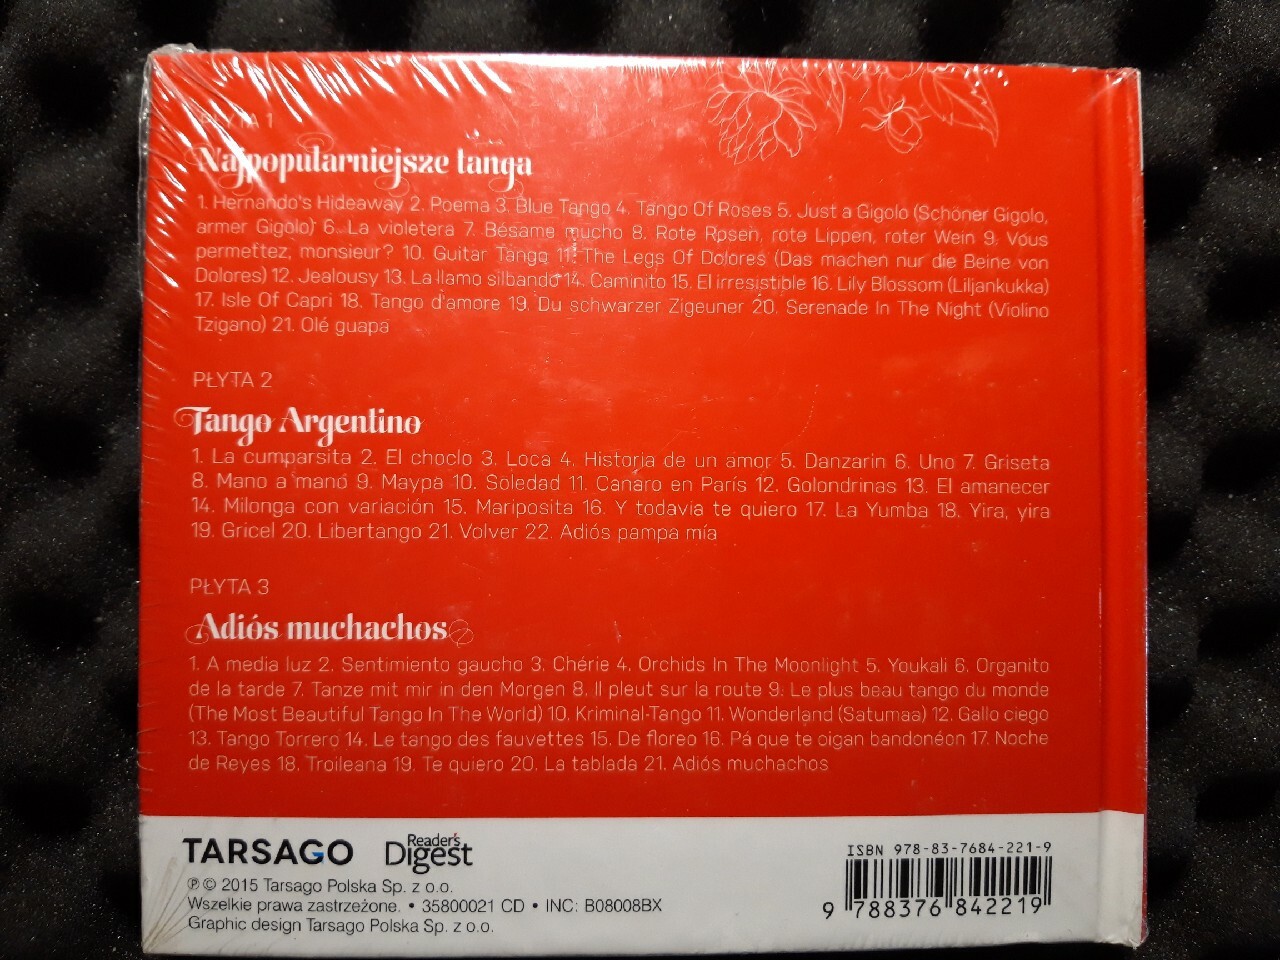 PŁYTA 1
Najpopularniejsze tanga
1. Hernando's Hideaway 2. Poema 3. Blue Tango 4. Tango Of Roses 5. Just a Gigolo (Schöner Gigolo,
armer Gigolo) 6. La violetera 7. Bésame mucho 8. Rote Rosen, rote Lippen, roter Wein 9. Vous
permettez, monsieur? 10. Guitar Tango 11. The Legs Of Dolores (Das machen nur die Beine von
Dolores) 12. Jealousy 13. La llamo silbando 14. Caminito 15. El irresistible 16. Lily Blossom (Liljankukka)
17. Isle Of Capri 18. Tango d'amore 19. Du schwarzer Zigeuner 20. Serenade In The Night (Violino
Tzigano) 21. Olé guapa
PŁYTA 2
Tango Argentino
1. La cumparsita 2. El choclo 3. Loca 4. Historia de un amor 5. Danzarin 6. Uno 7. Griseta
8. Mano a manó 9. Maypa 10. Soledad 11. Canaro en París 12. Golondrinas 13. El amanecer
14. Milonga con variación 15. Mariposita 16. Y todavía te quiero 17. La Yumba 18. Yira, yira
19. Gricel 20. Libertango 21. Volver 22. Adiós pampa mía
PŁYTA 3
Adiós muchachos
1. A media luz 2. Sentimiento gaucho 3. Chérie 4. Orchids In The Moonlight 5. Youkali 6. Organito
de la tarde 7. Tanze mit mir in den Morgen 8. Il pleut sur la route 9. Le plus beau tango du monde
(The Most Beautiful Tango In The World) 10. Kriminal-Tango 11. Wonderland (Satumaa) 12. Gallo ciego
13. Tango Torrero 14. Le tango des fauvettes 15. De floreo 16. Pá que te oigan bandonéon 17. Noche
de Reyes 18. Troileana 19. Te quiero 20. La tablada 21. Adiós muchachos
TARSAGO Reader's Digest
℗ © 2015 Tarsago Polska Sp. z o.o.
Wszelkie prawa zastrzeżone. • 35800021 CD • INC: B08008BX
Graphic design Tarsago Polska Sp. z o.o.
ISBN 978-83-7684-221-9
9 788376 842219